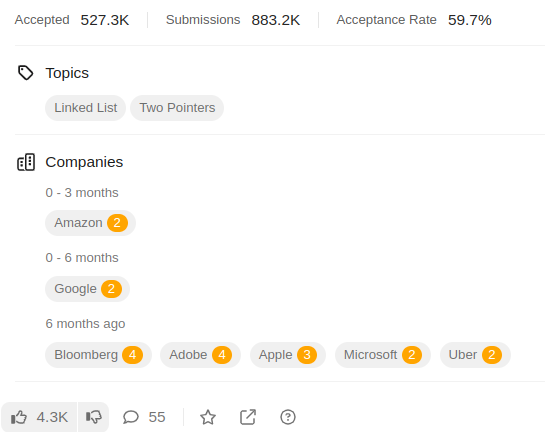 Accepted 527.3K Submissions 883.2K Acceptance Rate 59.7%
Topics
Linked List Two Pointers
Companies
0 - 3 months
Amazon 2
0 - 6 months
Google 2
6 months ago
Bloomberg 4 Adobe 4 Apple 3 Microsoft 2 Uber 2
4.3K 55